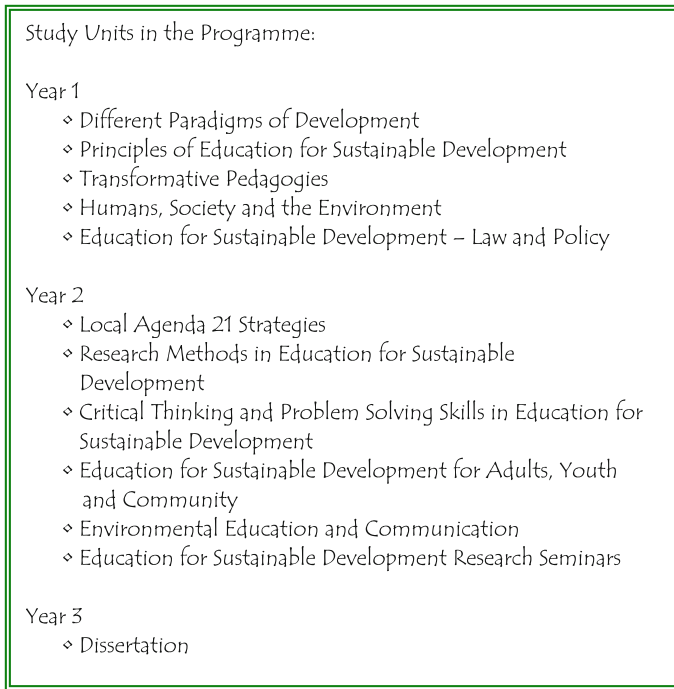 Study Units in the Programme:
Year 1
⋄ Different Paradigms of Development
⋄ Principles of Education for Sustainable Development
⋄ Transformative Pedagogies
⋄ Humans, Society and the Environment
⋄ Education for Sustainable Development – Law and Policy
Year 2
⋄ Local Agenda 21 Strategies
⋄ Research Methods in Education for Sustainable
Development
⋄ Critical Thinking and Problem Solving Skills in Education for
Sustainable Development
⋄ Education for Sustainable Development for Adults, Youth
and Community
⋄ Environmental Education and Communication
⋄ Education for Sustainable Development Research Seminars
Year 3
⋄ Dissertation